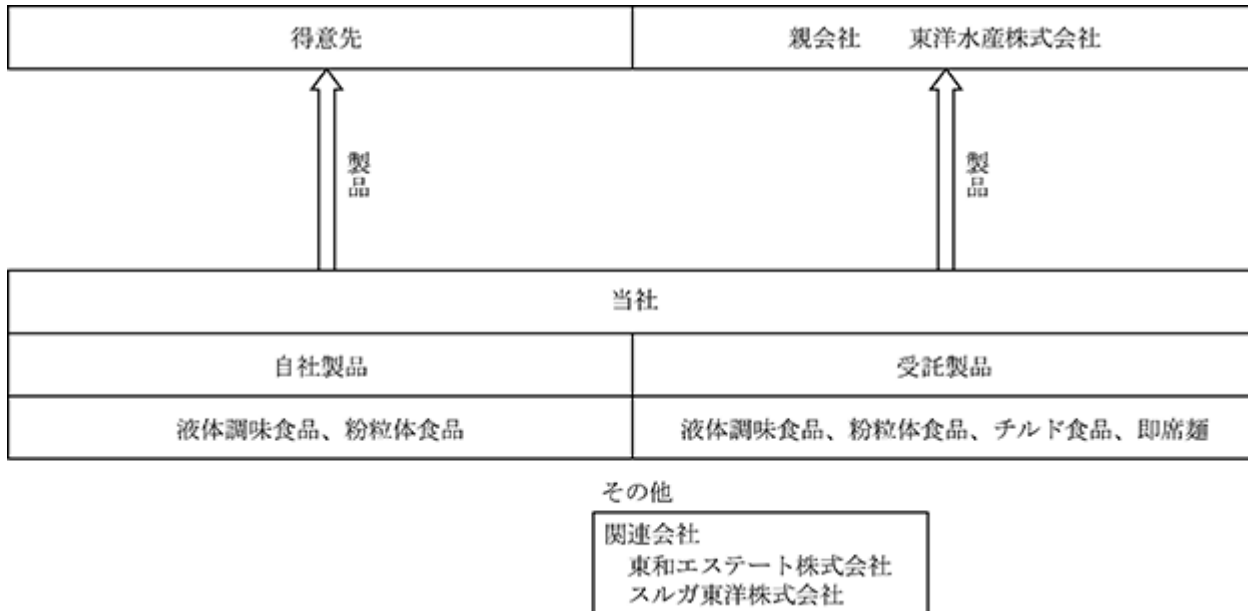 得意先
親会社　　東洋水産株式会社
製品
製品
当社
自社製品
受託製品
液体調味食品、粉粒体食品
液体調味食品、粉粒体食品、チルド食品、即席麺
その他
関連会社
東和エステート株式会社
スルガ東洋株式会社